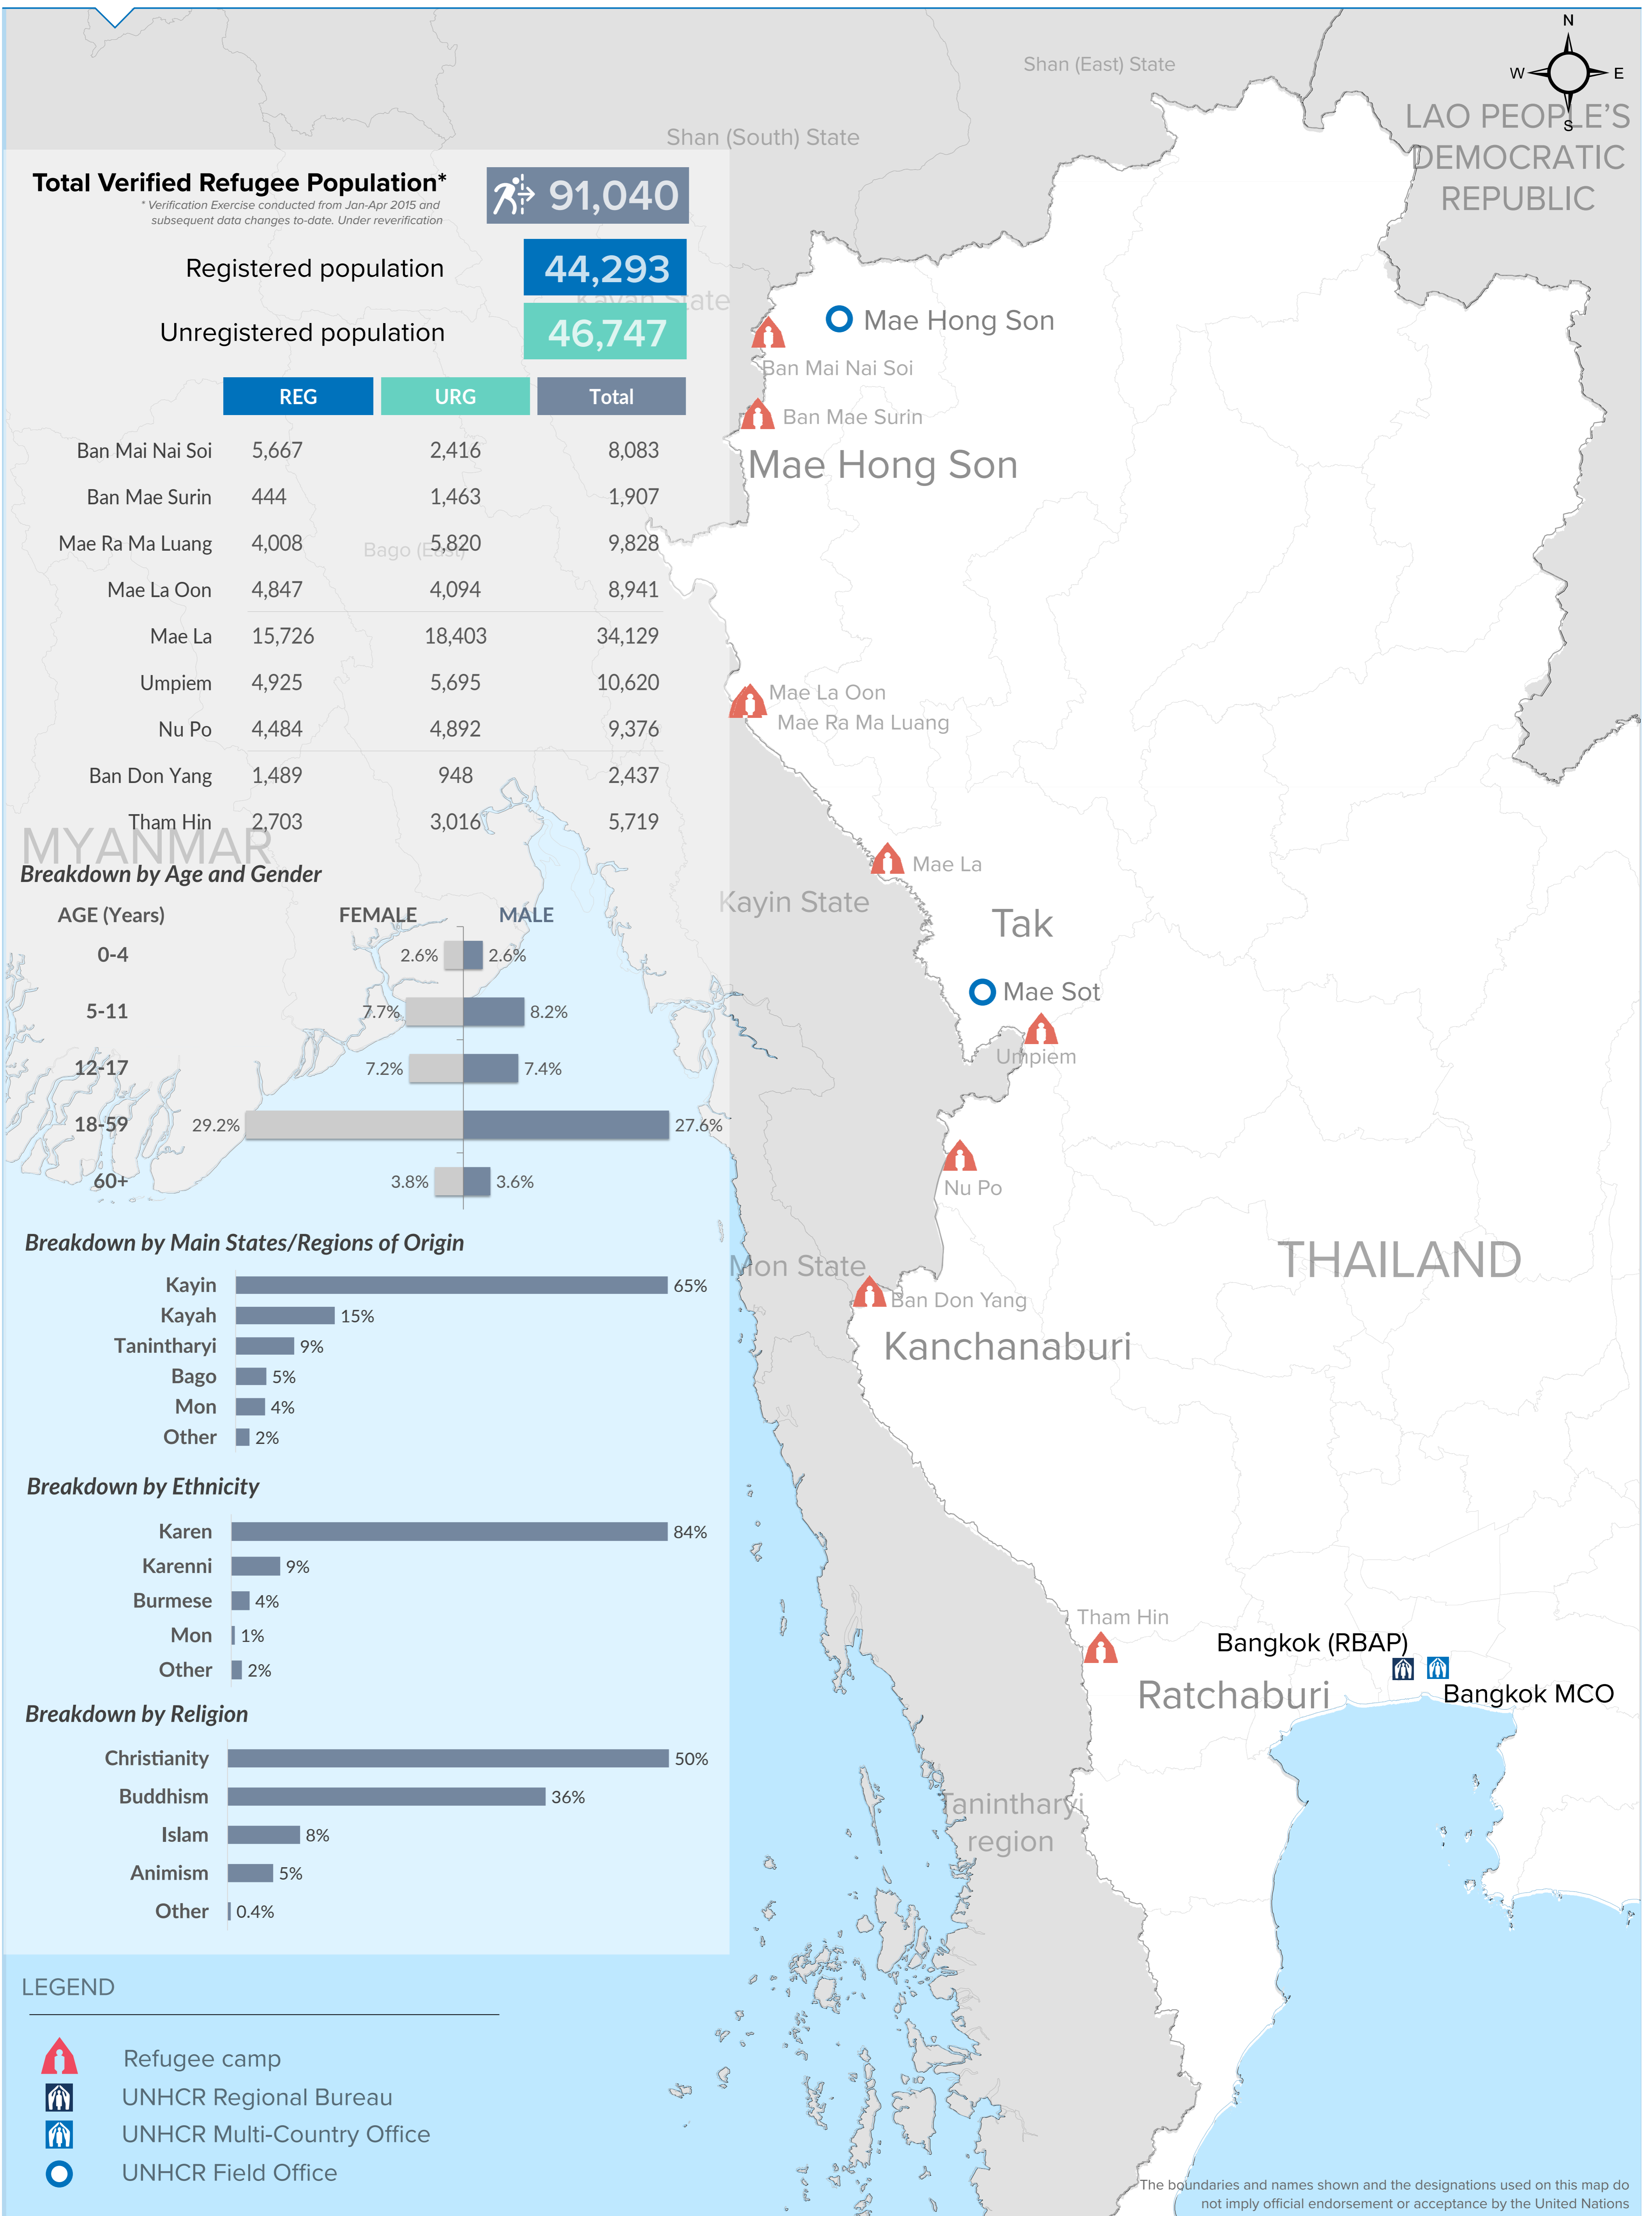 N
W E
S
Shan (East) State
LAO PEOPLE'S
DEMOCRATIC
REPUBLIC
Shan (South) State
Total Verified Refugee Population*
* Verification Exercise conducted from Jan-Apr 2015 and
subsequent data changes to-date. Under reverification
91,040
Registered population 44,293
Kayah State
Unregistered population 46,747
REG URG Total
Ban Mai Nai Soi 5,667 2,416 8,083
Ban Mae Surin 444 1,463 1,907
Mae Ra Ma Luang 4,008 5,820 9,828
Bago (East)
Mae La Oon 4,847 4,094 8,941
Mae La 15,726 18,403 34,129
Umpiem 4,925 5,695 10,620
Nu Po 4,484 4,892 9,376
Ban Don Yang 1,489 948 2,437
Tham Hin 2,703 3,016 5,719
MYANMAR
Breakdown by Age and Gender
AGE (Years) FEMALE MALE
0-4 2.6% 2.6%
5-11 7.7% 8.2%
12-17 7.2% 7.4%
18-59 29.2% 27.6%
60+ 3.8% 3.6%
Breakdown by Main States/Regions of Origin
Kayin 65%
Kayah 15%
Tanintharyi 9%
Bago 5%
Mon 4%
Other 2%
Breakdown by Ethnicity
Karen 84%
Karenni 9%
Burmese 4%
Mon 1%
Other 2%
Breakdown by Religion
Christianity 50%
Buddhism 36%
Islam 8%
Animism 5%
Other 0.4%
LEGEND
Refugee camp
UNHCR Regional Bureau
UNHCR Multi-Country Office
UNHCR Field Office
Mae Hong Son
Ban Mai Nai Soi
Ban Mae Surin
Mae Hong Son
Mae La Oon
Mae Ra Ma Luang
Mae La
Kayin State
Tak
Mae Sot
Umpiem
Nu Po
THAILAND
Mon State
Ban Don Yang
Kanchanaburi
Tham Hin
Bangkok (RBAP)
Ratchaburi
Bangkok MCO
Tanintharyi
region
The boundaries and names shown and the designations used on this map do
not imply official endorsement or acceptance by the United Nations